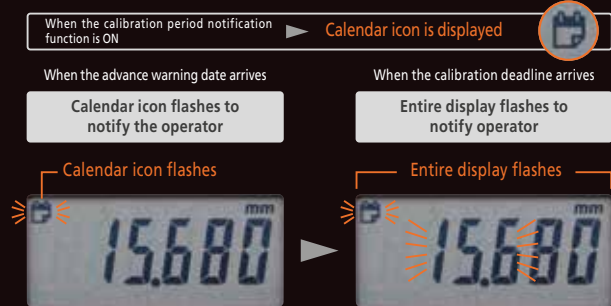 When the calibration period notification
function is ON
Calendar icon is displayed
When the advance warning date arrives
When the calibration deadline arrives
Calendar icon flashes to
notify the operator
Entire display flashes to
notify operator
Calendar icon flashes
Entire display flashes
mm
15.680
mm
15.680